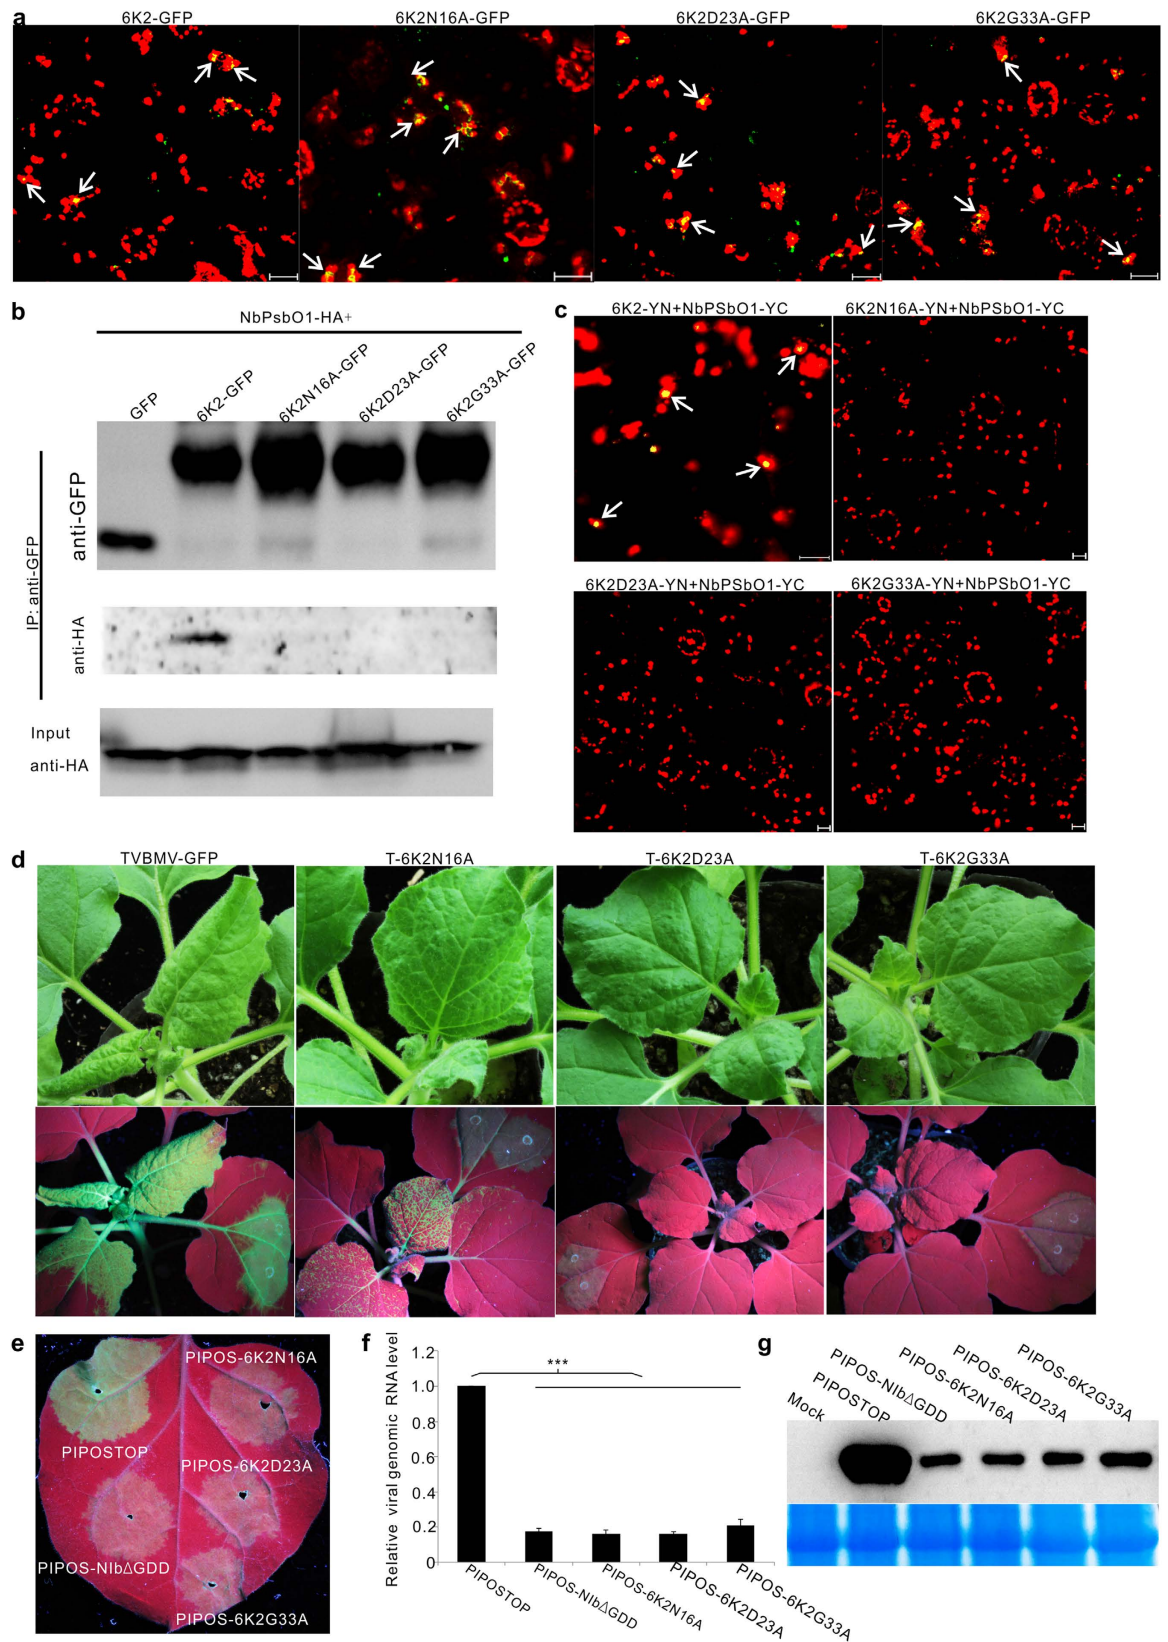 a
6K2-GFP 6K2N16A-GFP 6K2D23A-GFP 6K2G33A-GFP
b
NbPsbO1-HA+
GFP 6K2-GFP 6K2N16A-GFP 6K2D23A-GFP 6K2G33A-GFP
IP: anti-GFP
anti-GFP
anti-HA
Input
anti-HA
c
6K2-YN+NbPSbO1-YC 6K2N16A-YN+NbPSbO1-YC
6K2D23A-YN+NbPSbO1-YC 6K2G33A-YN+NbPSbO1-YC
d
TVBMV-GFP T-6K2N16A T-6K2D23A T-6K2G33A
e
PIPOS-6K2N16A
PIPOSTOP
PIPOS-6K2D23A
PIPOS-NIbΔGDD
PIPOS-6K2G33A
f
Relative viral genomic RNA level
1.2
1.0
0.8
0.6
0.4
0.2
0
***
PIPOSTOP PIPOS-NIbΔGDD PIPOS-6K2N16A PIPOS-6K2D23A PIPOS-6K2G33A
g
Mock PIPOSTOP PIPOS-NIbΔGDD PIPOS-6K2N16A PIPOS-6K2D23A PIPOS-6K2G33A